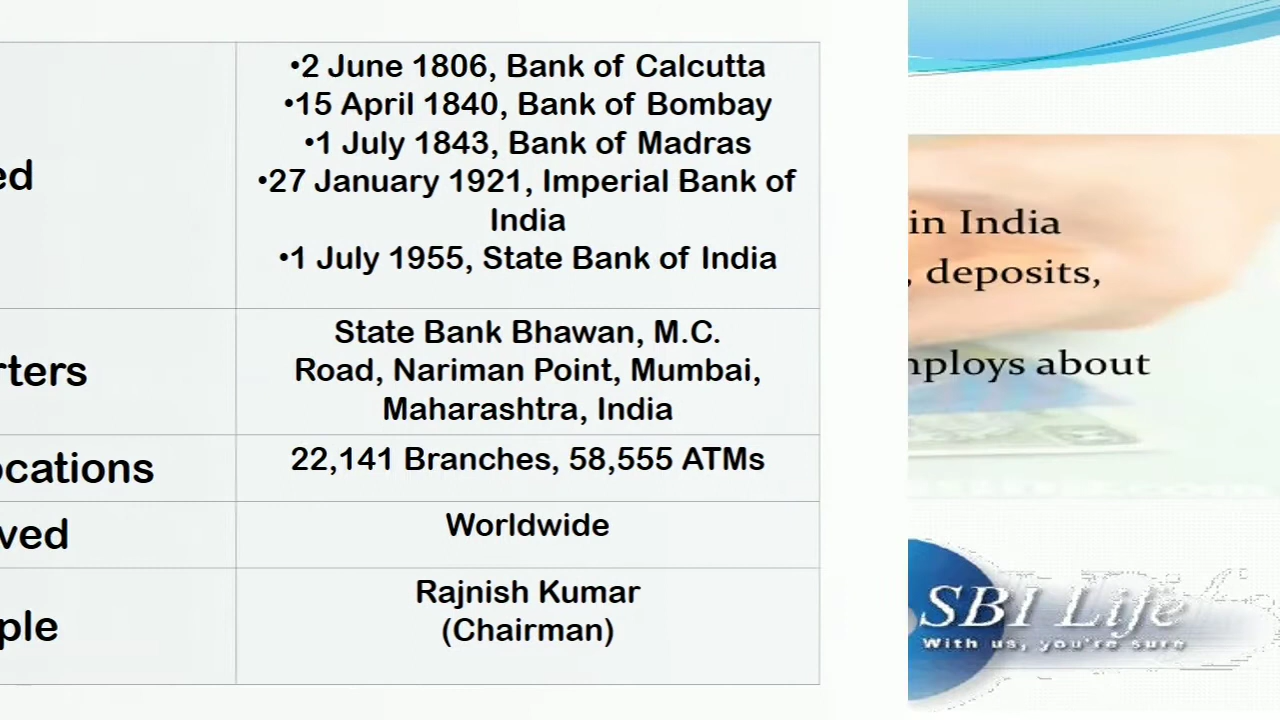 ed
•2 June 1806, Bank of Calcutta
•15 April 1840, Bank of Bombay
•1 July 1843, Bank of Madras
•27 January 1921, Imperial Bank of
India
•1 July 1955, State Bank of India
rters
State Bank Bhawan, M.C.
Road, Nariman Point, Mumbai,
Maharashtra, India
ocations
22,141 Branches, 58,555 ATMs
ved
Worldwide
ple
Rajnish Kumar
(Chairman)
in India
, deposits,
mploys about
SBI Life
With us, you're sure